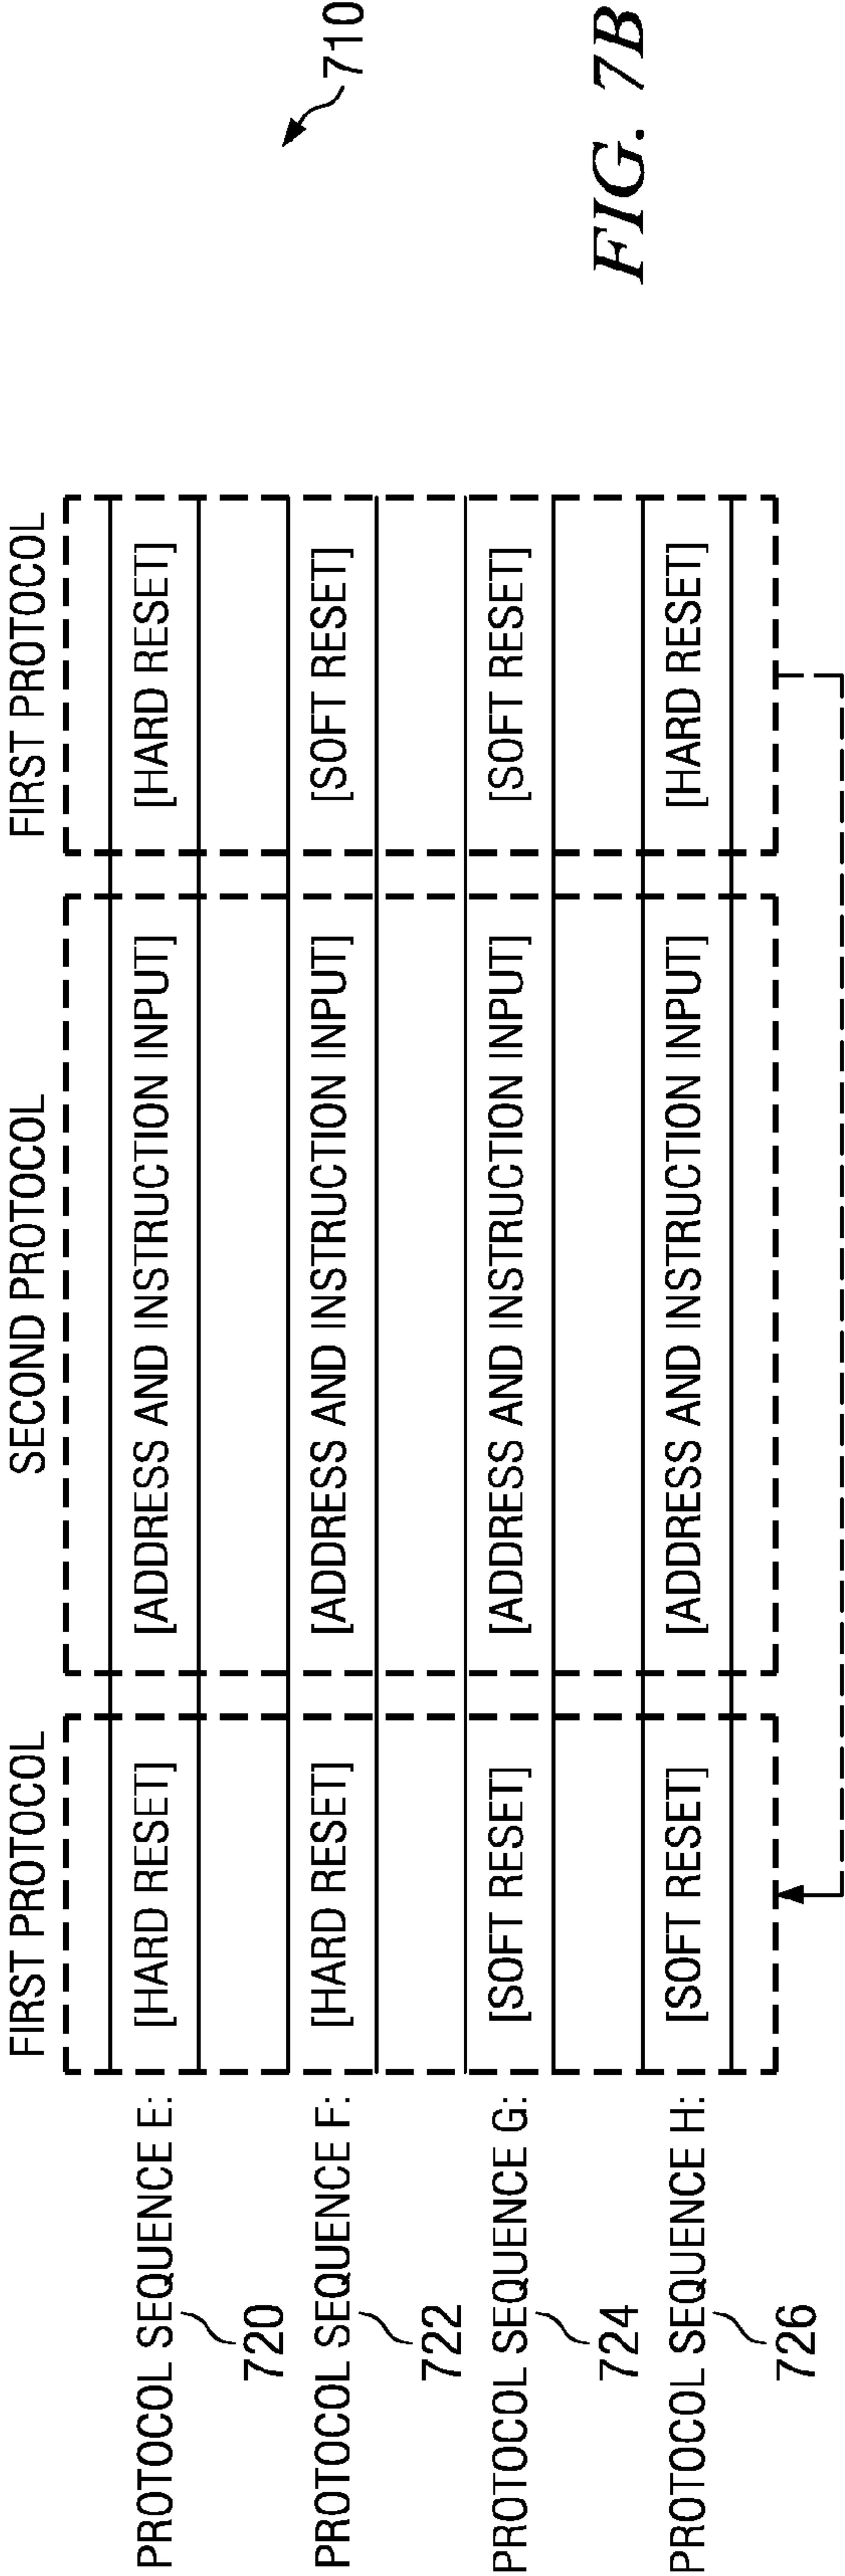 FIRST PROTOCOL SECOND PROTOCOL FIRST PROTOCOL
PROTOCOL SEQUENCE E: [HARD RESET] [ADDRESS AND INSTRUCTION INPUT] [HARD RESET]
720
PROTOCOL SEQUENCE F: [HARD RESET] [ADDRESS AND INSTRUCTION INPUT] [SOFT RESET]
722
710
PROTOCOL SEQUENCE G: [SOFT RESET] [ADDRESS AND INSTRUCTION INPUT] [SOFT RESET]
724
PROTOCOL SEQUENCE H: [SOFT RESET] [ADDRESS AND INSTRUCTION INPUT] [HARD RESET]
726
FIG. 7B